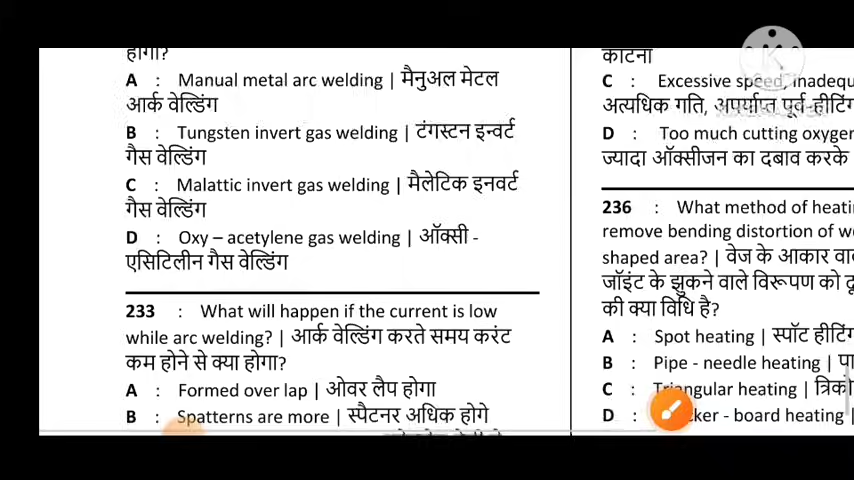 होगा?
A : Manual metal arc welding | मैनुअल मेटल
आर्क वेल्डिंग
B : Tungsten invert gas welding | टंगस्टन इन्वर्ट
गैस वेल्डिंग
C : Malattic invert gas welding | मैलेटिक इनवर्ट
गैस वेल्डिंग
D : Oxy – acetylene gas welding | ऑक्सी -
एसिटिलीन गैस वेल्डिंग
233 : What will happen if the current is low
while arc welding? | आर्क वेल्डिंग करते समय करंट
कम होने से क्या होगा?
A : Formed over lap | ओवर लैप होगा
B : Spatterns are more | स्पैटनर अधिक होगे
काटना
C : Excessive speed, inadequ
अत्यधिक गति, अपर्याप्त पूर्व-हीटिंग
D : Too much cutting oxygen
ज्यादा ऑक्सीजन का दबाव करके
236 : What method of heati
remove bending distortion of we
shaped area? | वेज के आकार वा
जॉइंट के झुकने वाले विरूपण को दू
की क्या विधि है?
A : Spot heating | स्पॉट हीटिं
B : Pipe - needle heating | पा
C : Triangular heating | त्रिको
D : cker - board heating |